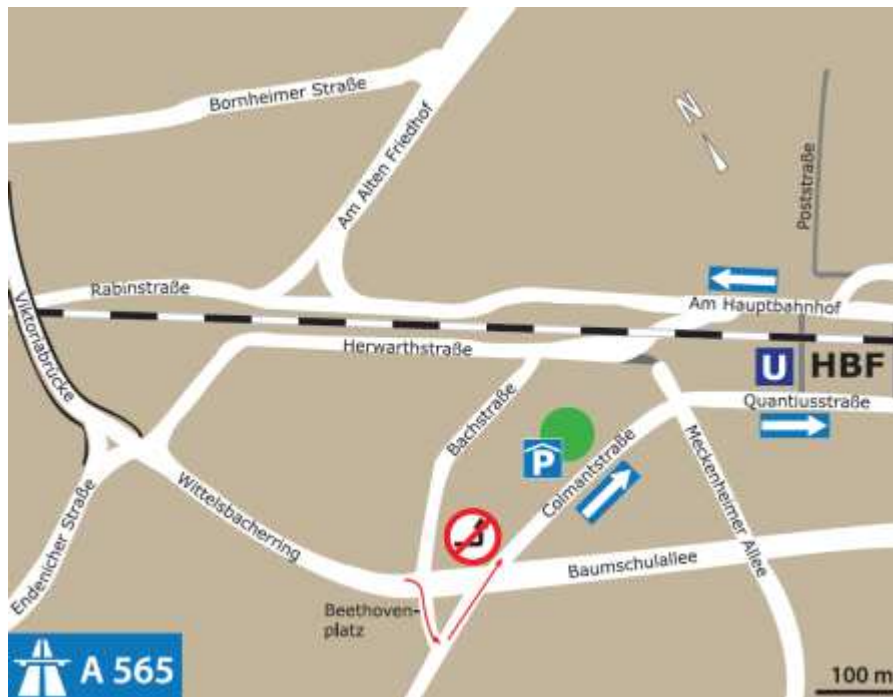 Bornheimer Straße
Am Alten Friedhof
N
Poststraße
Rabinstraße
Am Hauptbahnhof
Viktoriabrücke
Herwarthstraße
U HBF
Quantiusstraße
Bachstraße
P
Colmantstraße
Meckenheimer Allee
Wittelsbacherring
Endenicher Straße
Baumschulallee
Beethoven-
platz
A 565
100 m